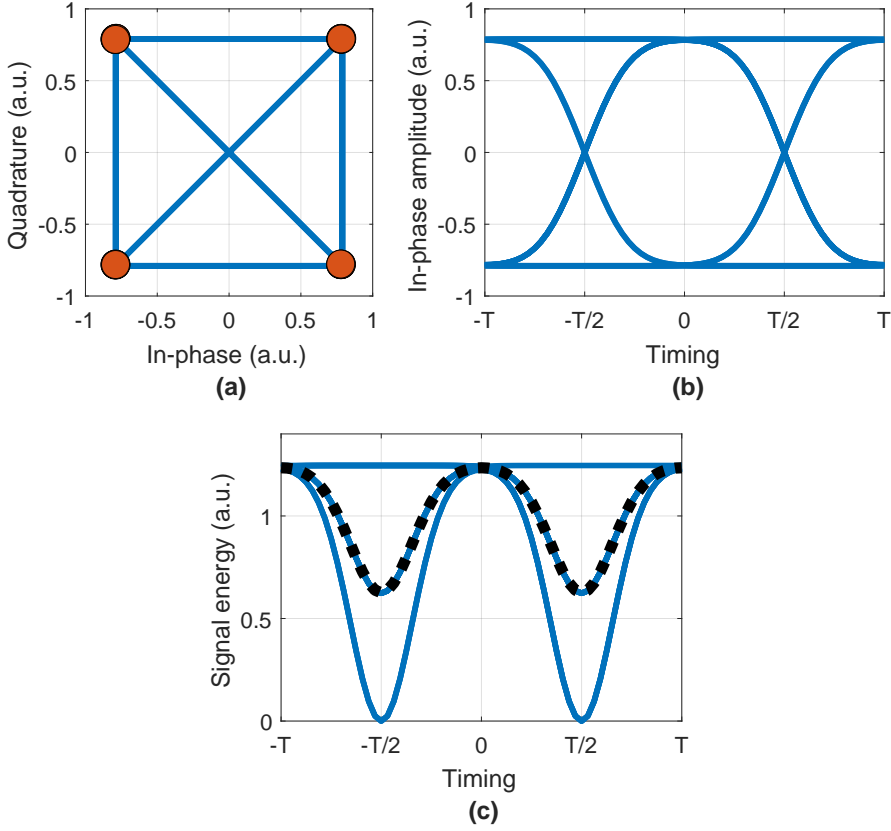 Quadrature (a.u.)
1
0.5
0
-0.5
-1
-1
-0.5
0
0.5
1
In-phase (a.u.)
(a)
In-phase amplitude (a.u.)
1
0.5
0
-0.5
-1
-T
-T/2
0
T/2
T
Timing
(b)
Signal energy (a.u.)
1
0.5
0
-T
-T/2
0
T/2
T
Timing
(c)